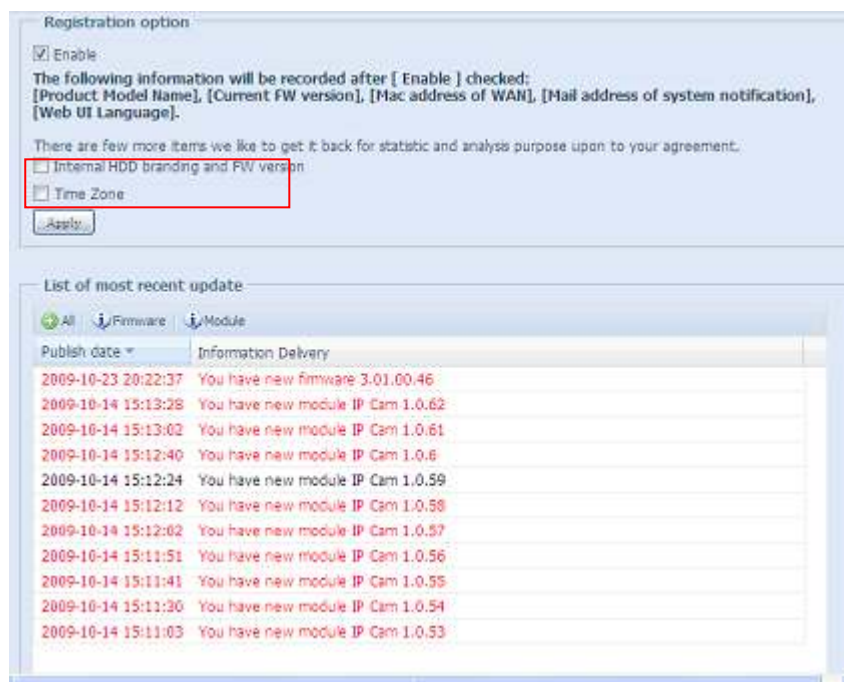 Registration option
Enable
The following information will be recorded after [ Enable ] checked:
[Product Model Name], [Current FW version], [Mac address of WAN], [Mail address of system notification],
[Web UI Language].
There are few more items we like to get it back for statistic and analysis purpose upon to your agreement.
Internal HDD branding and FW version
Time Zone
Apply
List of most recent update
All Firmware Module
Publish date Information Delivery
2009-10-23 20:22:37 You have new firmware 3.01.00.46
2009-10-14 15:13:28 You have new module IP Cam 1.0.62
2009-10-14 15:13:02 You have new module IP Cam 1.0.61
2009-10-14 15:12:40 You have new module IP Cam 1.0.6
2009-10-14 15:12:24 You have new module IP Cam 1.0.59
2009-10-14 15:12:12 You have new module IP Cam 1.0.58
2009-10-14 15:12:02 You have new module IP Cam 1.0.57
2009-10-14 15:11:51 You have new module IP Cam 1.0.56
2009-10-14 15:11:41 You have new module IP Cam 1.0.55
2009-10-14 15:11:30 You have new module IP Cam 1.0.54
2009-10-14 15:11:03 You have new module IP Cam 1.0.53